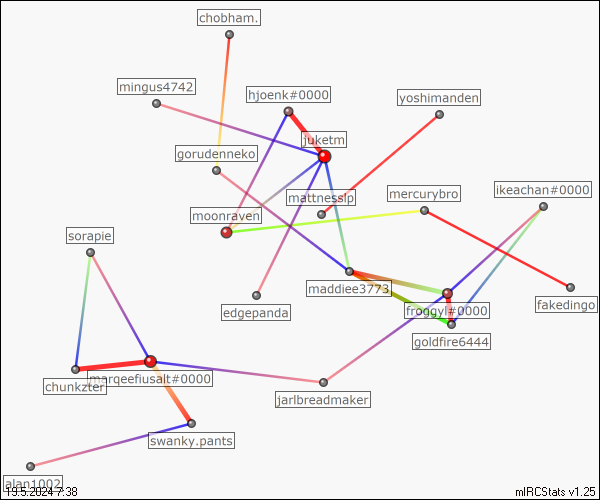 chobham.
mingus4742
hjoenk#0000
yoshimanden
juketm
gorudenneko
ikeachan#0000
mattnesslp
mercurybro
moonraven
sorapie
maddiee3773
edgepanda
froggyl#0000
fakedingo
goldfire6444
marqeefiusalt#0000
chunkzter
jarlbreadmaker
swanky.pants
alan1002
19.5.2024 7:38
mIRCStats v1.25